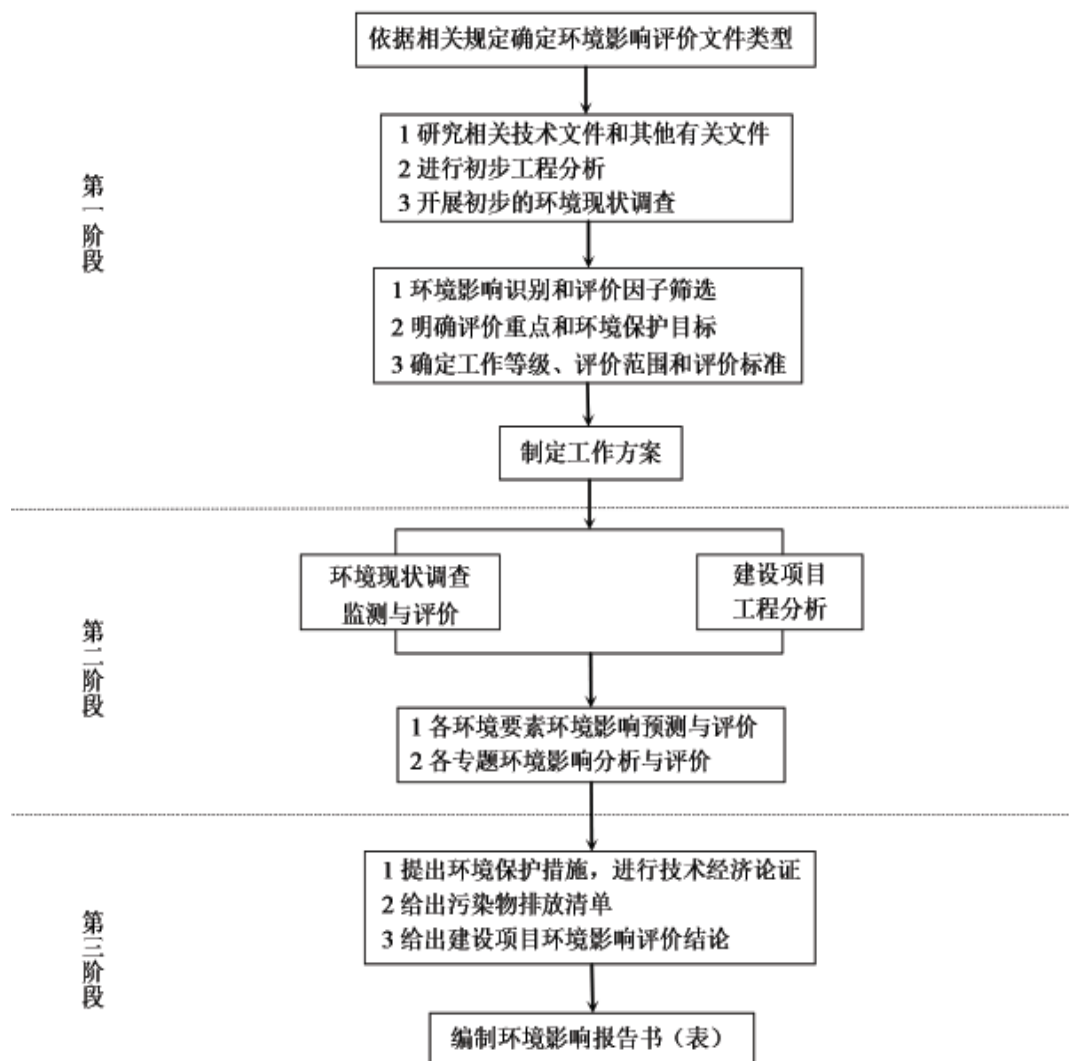 依据相关规定确定环境影响评价文件类型
第一阶段
1 研究相关技术文件和其他有关文件
2 进行初步工程分析
3 开展初步的环境现状调查
1 环境影响识别和评价因子筛选
2 明确评价重点和环境保护目标
3 确定工作等级、评价范围和评价标准
制定工作方案
第二阶段
环境现状调查
监测与评价
建设项目
工程分析
1 各环境要素环境影响预测与评价
2 各专题环境影响分析与评价
第三阶段
1 提出环境保护措施，进行技术经济论证
2 给出污染物排放清单
3 给出建设项目环境影响评价结论
编制环境影响报告书（表）